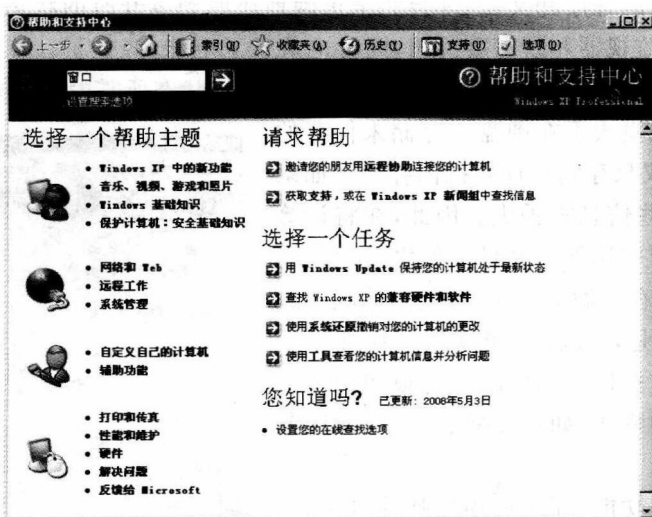 帮助和支持中心
上一步 索引(N) 收藏夹(A) 历史(X) 支持(U) 选项(O)
窗口
设置搜索选项
帮助和支持中心
Windows XP Professional
选择一个帮助主题
• Windows XP 中的新功能
• 音乐、视频、游戏和照片
• Windows 基础知识
• 保护计算机：安全基础知识
• 网络和 Web
• 远程工作
• 系统管理
• 自定义自己的计算机
• 辅助功能
• 打印和传真
• 性能和维护
• 硬件
• 解决问题
• 反馈给 Microsoft
请求帮助
邀请您的朋友用远程协助连接您的计算机
获取支持，或在 Windows XP 新闻组中查找信息
选择一个任务
用 Windows Update 保持您的计算机处于最新状态
查找 Windows XP 的兼容硬件和软件
使用系统还原撤销对您的计算机的更改
使用工具查看您的计算机信息并分析问题
您知道吗? 已更新: 2008年5月3日
• 设置您的在线查找选项